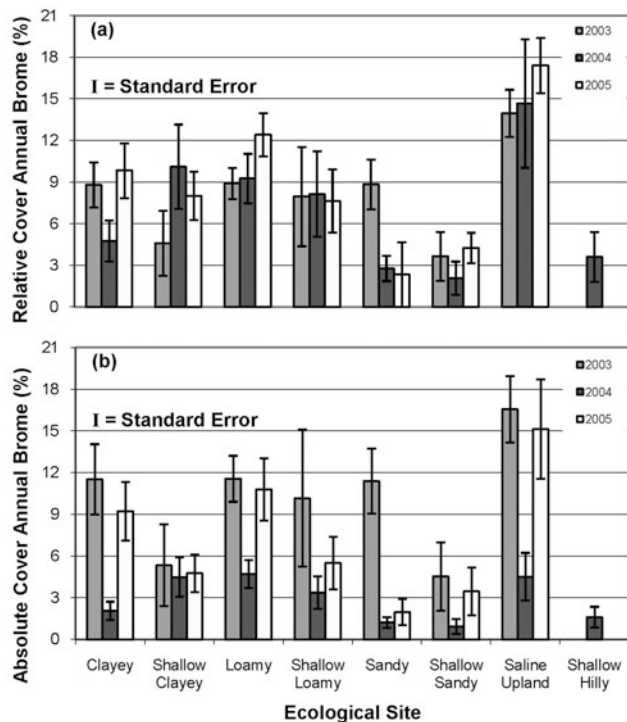 Relative Cover Annual Brome (%)
21
18
15
12
9
6
3
0
(a)
I = Standard Error
2003
2004
2005
Absolute Cover Annual Brome (%)
21
18
15
12
9
6
3
0
(b)
I = Standard Error
2003
2004
2005
Clayey
Shallow
Clayey
Loamy
Shallow
Loamy
Sandy
Shallow
Sandy
Saline
Upland
Shallow
Hilly
Ecological Site